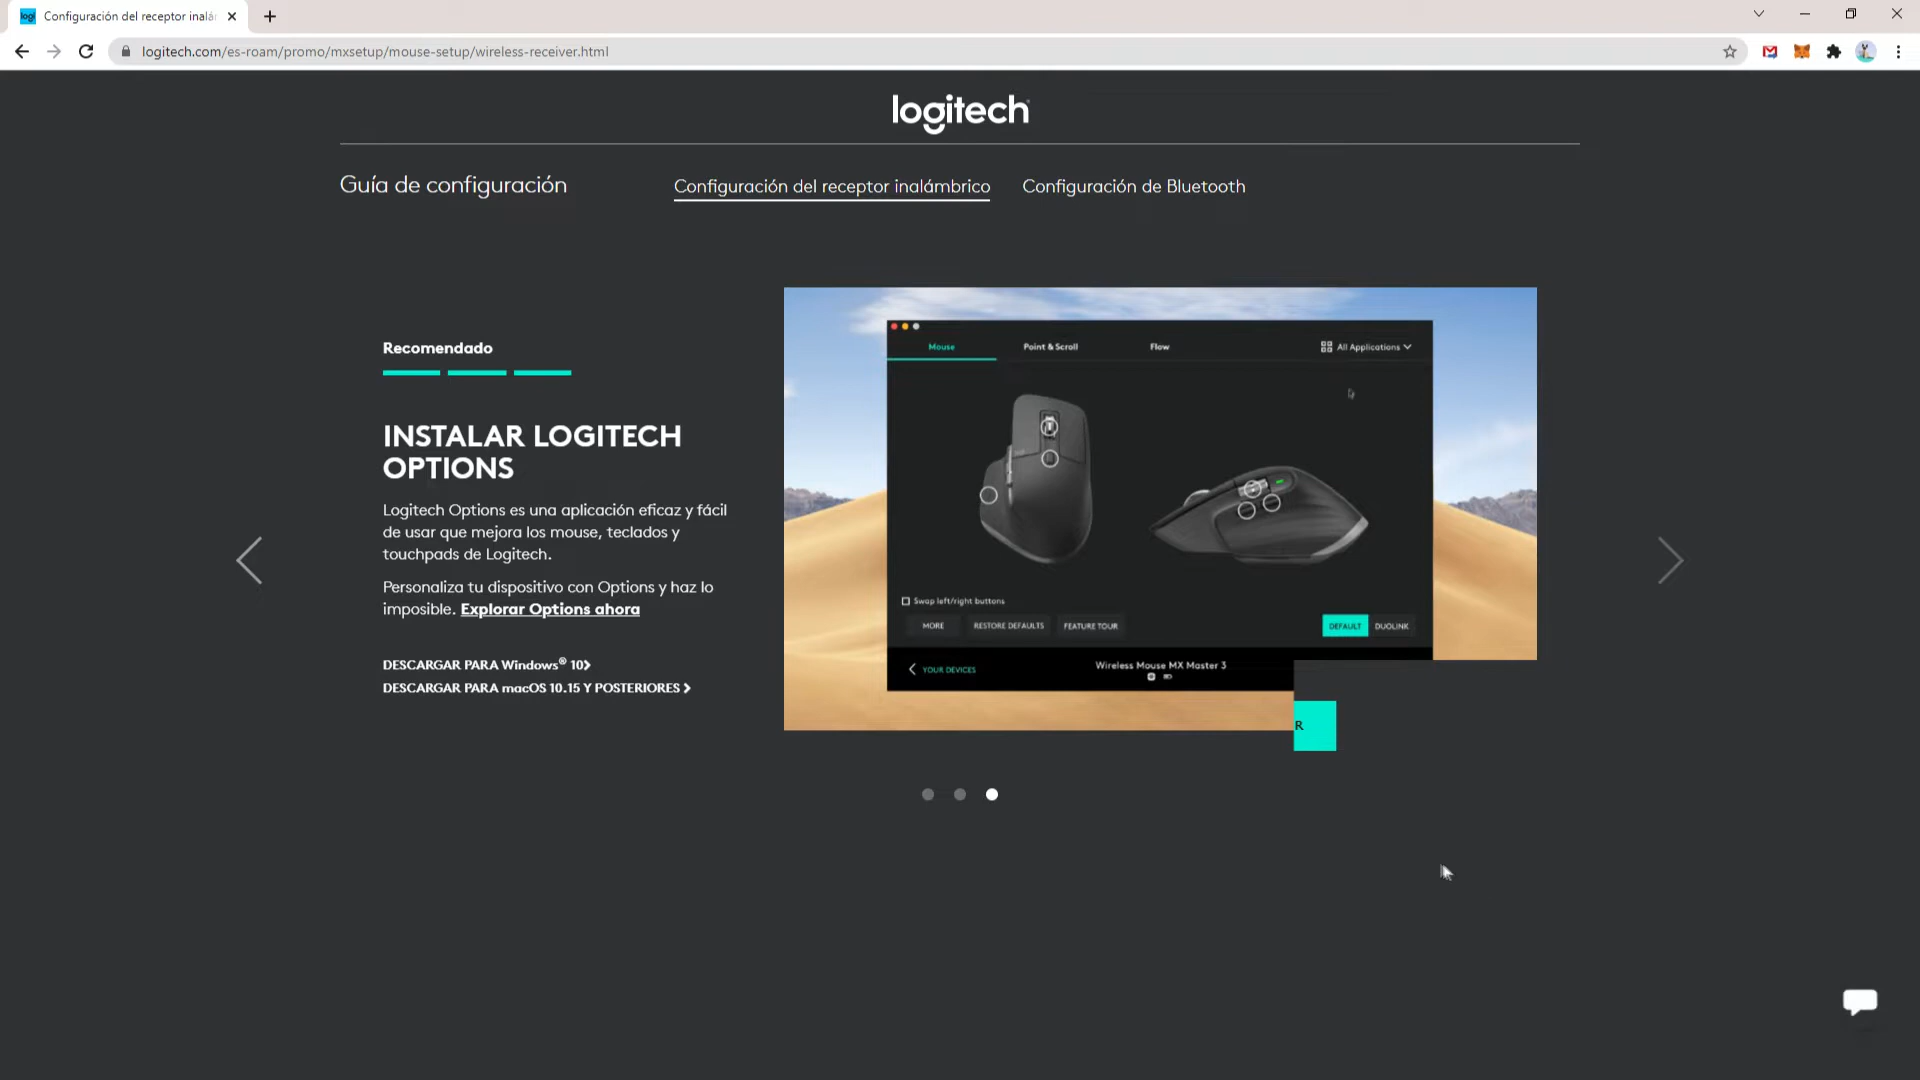 Configuración del receptor inalá
logitech.com/es-roam/promo/mxsetup/mouse-setup/wireless-receiver.html
logitech
Guía de configuración
Configuración del receptor inalámbrico
Configuración de Bluetooth
Recomendado
INSTALAR LOGITECH
OPTIONS
Logitech Options es una aplicación eficaz y fácil
de usar que mejora los mouse, teclados y
touchpads de Logitech.
Personaliza tu dispositivo con Options y haz lo
imposible. Explorar Options ahora
DESCARGAR PARA Windows® 10
DESCARGAR PARA macOS 10.15 Y POSTERIORES
Mouse
Point & Scroll
Flow
All Applications
Swap left/right buttons
MORE
RESTORE DEFAULTS
FEATURE TOUR
DEFAULT
DUOLINK
YOUR DEVICES
Wireless Mouse MX Master 3
R